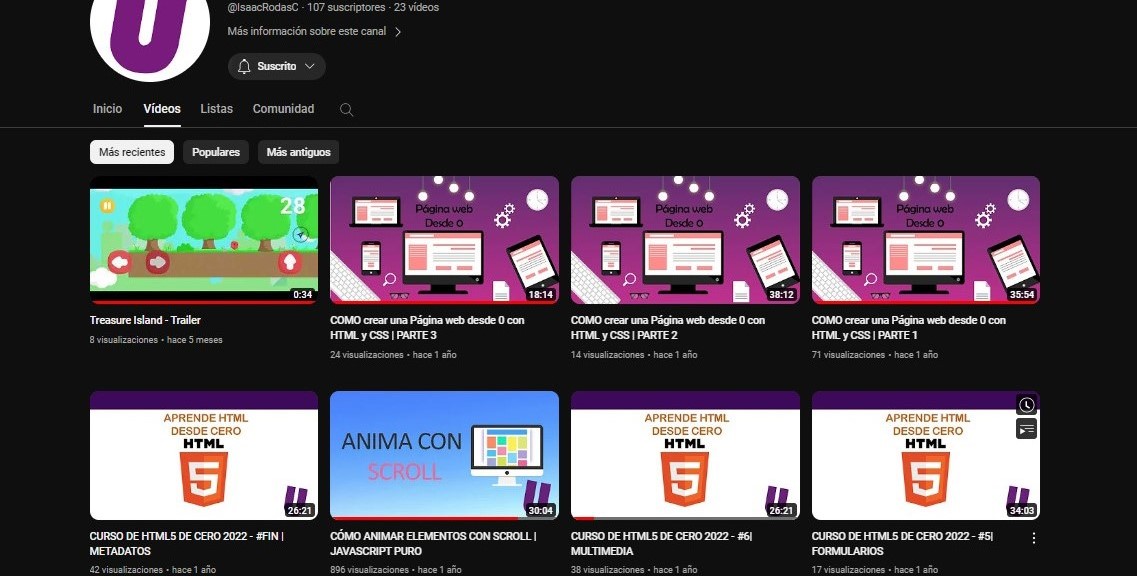 @IsaacRodasC · 107 suscriptores · 23 vídeos
Más información sobre este canal
Suscrito
Inicio Vídeos Listas Comunidad
Más recientes Populares Más antiguos
28
0:34
Treasure Island - Trailer
8 visualizaciones • hace 5 meses
Página web
Desde 0
18:14
COMO crear una Página web desde 0 con
HTML y CSS | PARTE 3
24 visualizaciones • hace 1 año
Página web
Desde 0
38:12
COMO crear una Página web desde 0 con
HTML y CSS | PARTE 2
14 visualizaciones • hace 1 año
Página web
Desde 0
35:54
COMO crear una Página web desde 0 con
HTML y CSS | PARTE 1
71 visualizaciones • hace 1 año
APRENDE HTML
DESDE CERO
HTML
5
26:21
CURSO DE HTML5 DE CERO 2022 - #FIN |
METADATOS
42 visualizaciones • hace 1 año
ANIMA CON
SCROLL
30:04
CÓMO ANIMAR ELEMENTOS CON SCROLL |
JAVASCRIPT PURO
896 visualizaciones • hace 1 año
APRENDE HTML
DESDE CERO
HTML
5
26:21
CURSO DE HTML5 DE CERO 2022 - #6|
MULTIMEDIA
38 visualizaciones • hace 1 año
APRENDE HTML
DESDE CERO
HTML
5
34:03
CURSO DE HTML5 DE CERO 2022 - #5|
FORMULARIOS
17 visualizaciones • hace 1 año